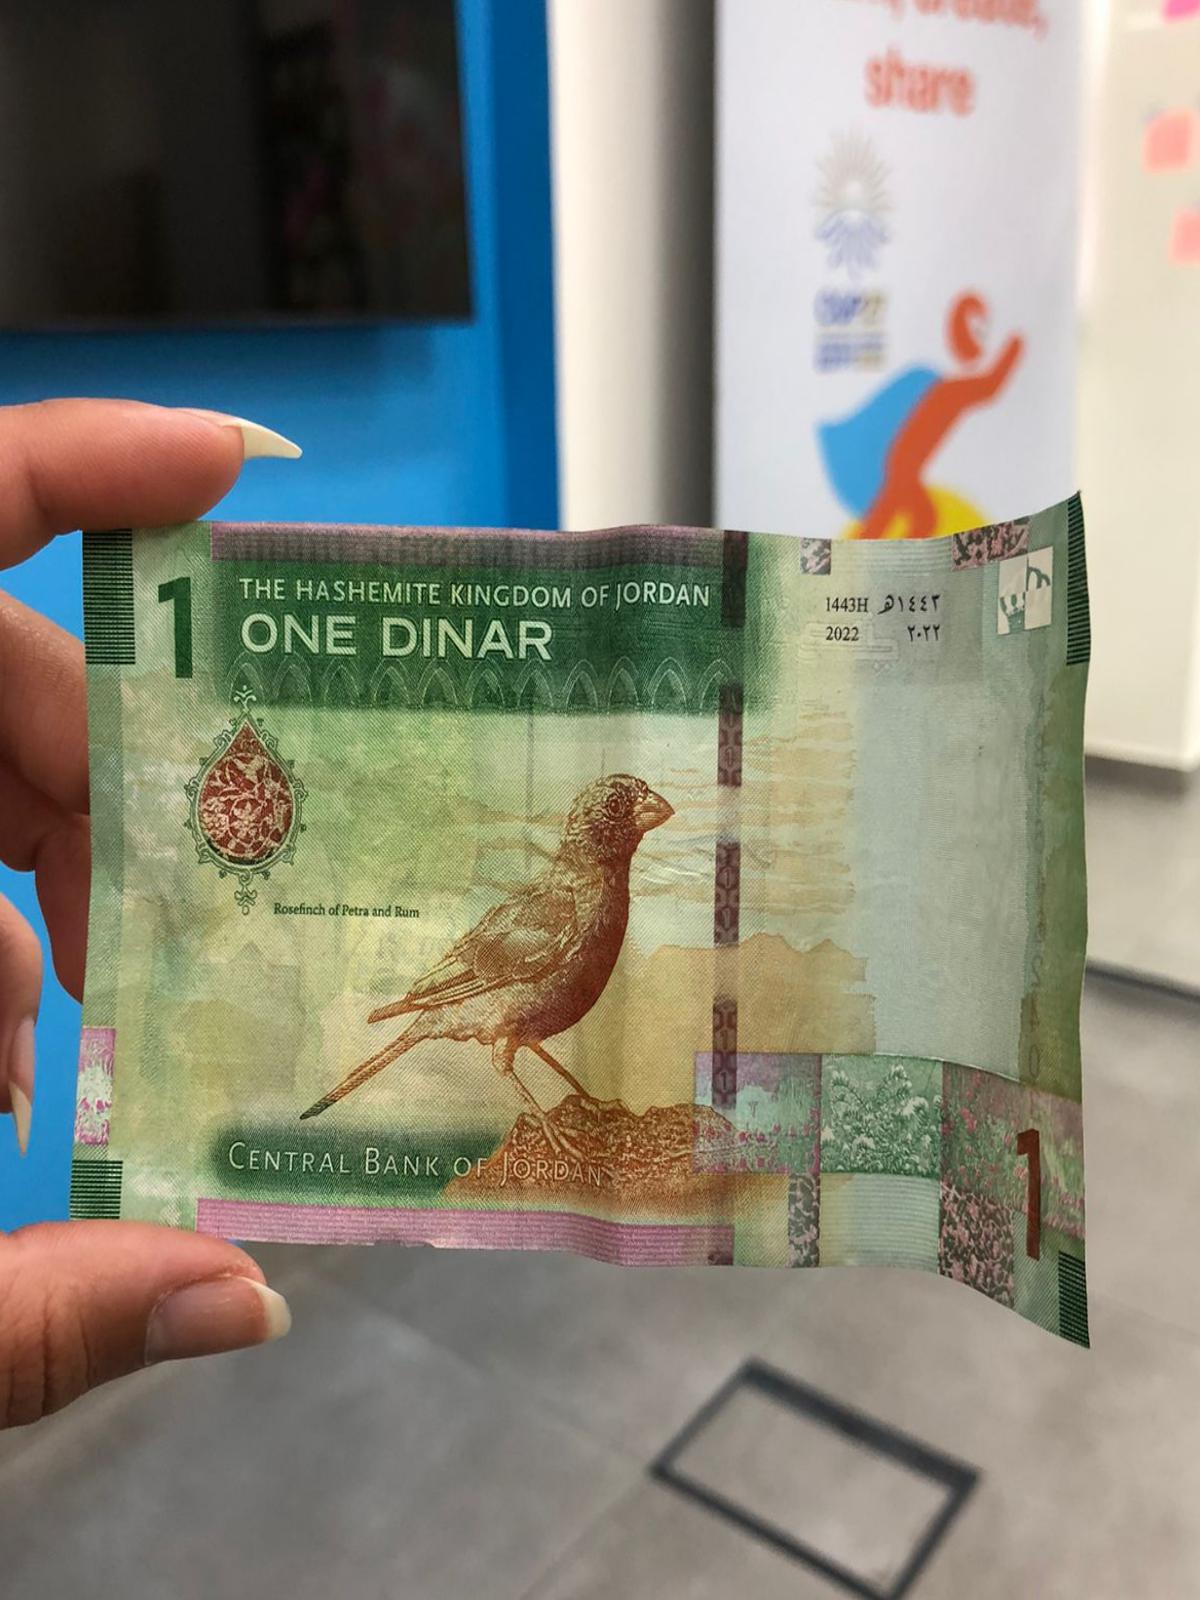 share
1
THE HASHEMITE KINGDOM OF JORDAN
ONE DINAR
1443H ١٤٤٣هـ
2022 ٢٠٢٢
Rosefinch of Petra and Rum
CENTRAL BANK OF JORDAN
1